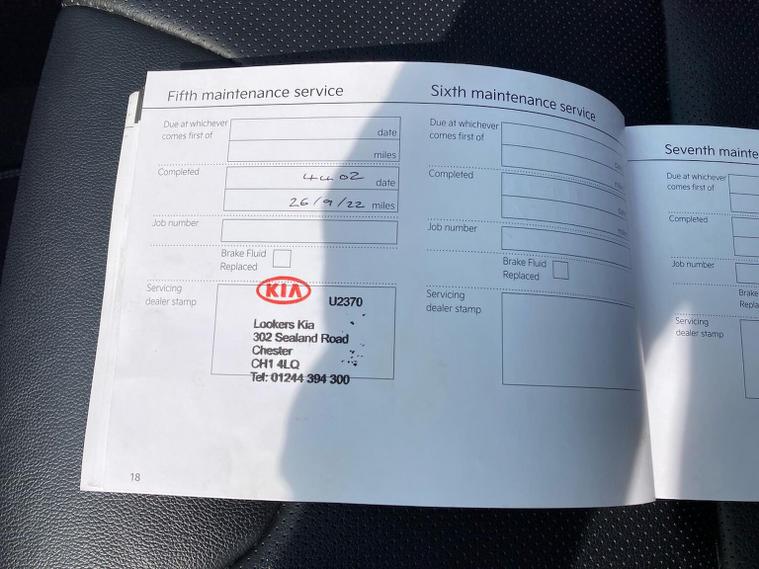 Fifth maintenance service
Due at whichever
comes first of
date
miles
Completed
4402 date
26/9/22 miles
Job number
Brake Fluid
Replaced
Servicing
dealer stamp
KIA
U2370
Lookers Kia
302 Sealand Road
Chester
CH1 4LQ
Tel: 01244 394 300
18
Sixth maintenance service
Due at whichever
comes first of
Completed
Job number
Brake Fluid
Replaced
Servicing
dealer stamp
Seventh mainte
Due at whichever
comes first of
Completed
Job number
Brake
Repla
Servicing
dealer stamp